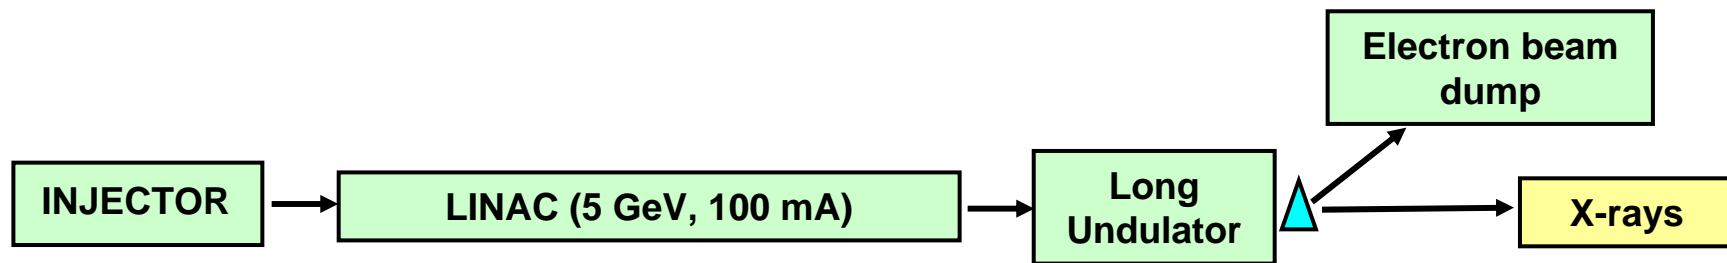 Electron beam
dump
INJECTOR
LINAC (5 GeV, 100 mA)
Long
Undulator
X-rays